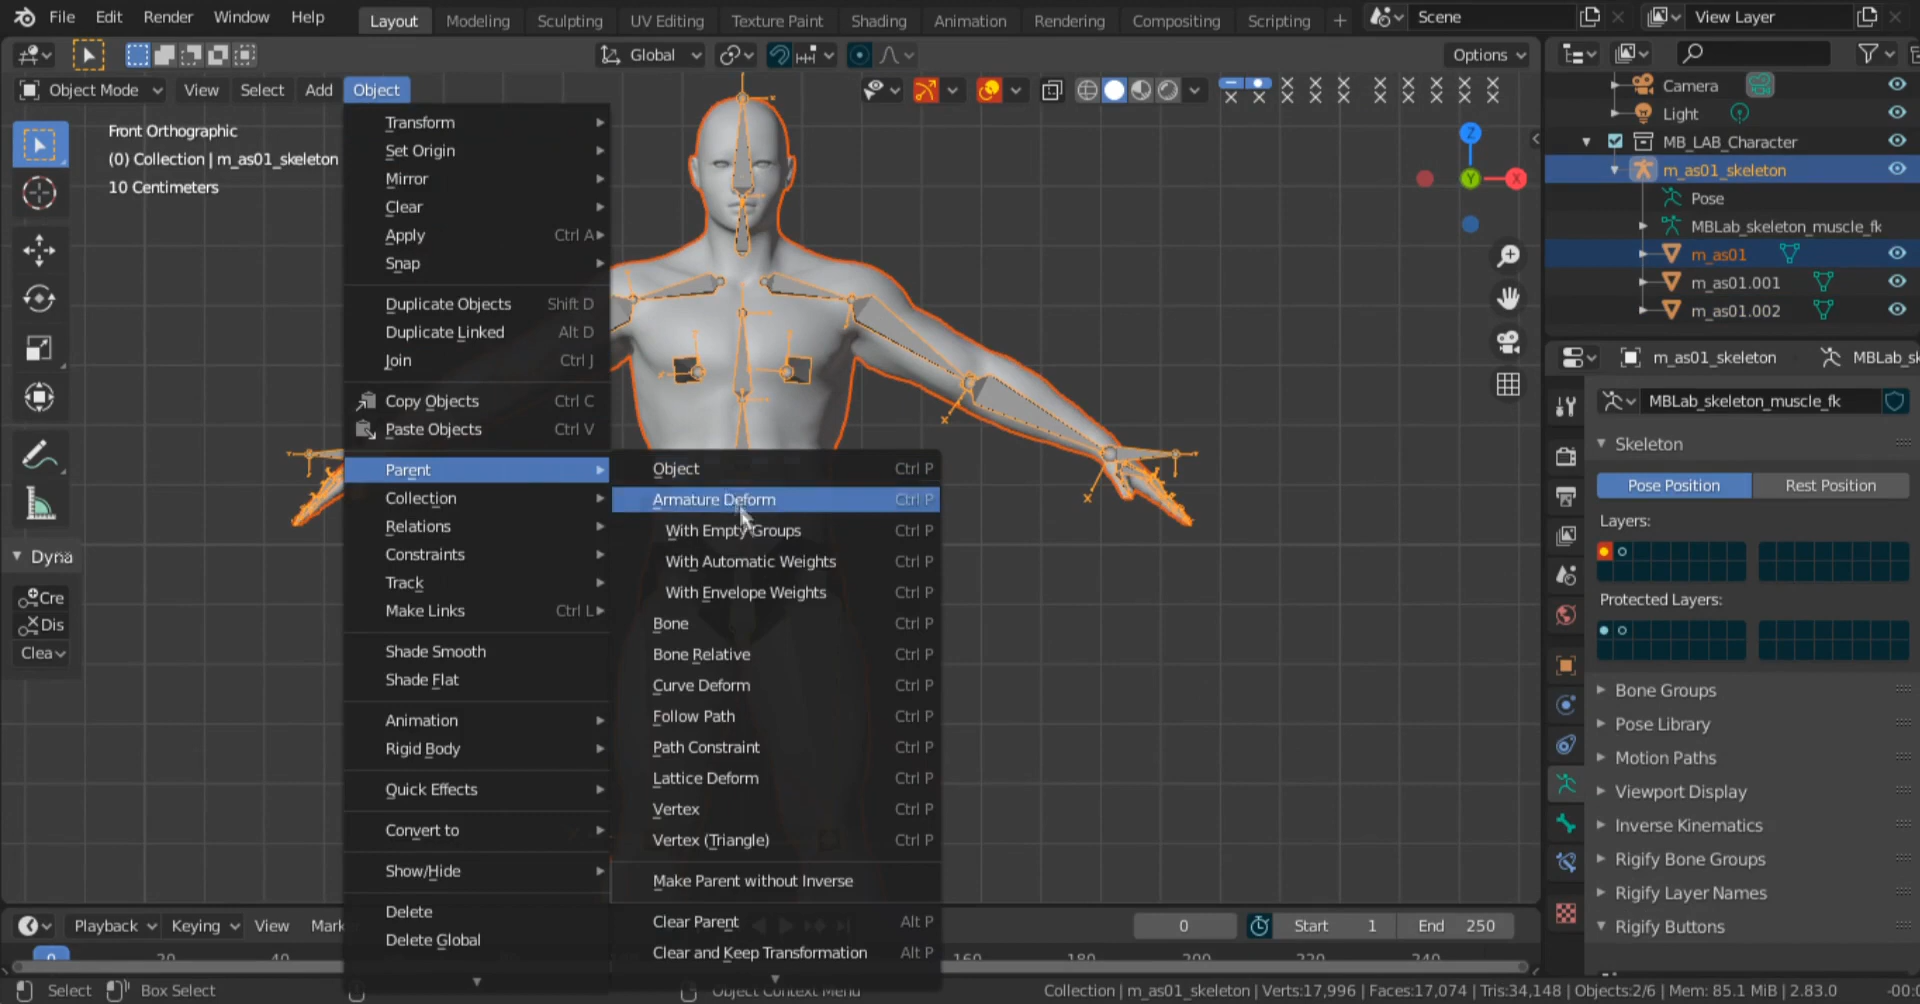 File Edit Render Window Help Layout Modeling Sculpting UV Editing Texture Paint Shading Animation Rendering Compositing Scripting + Scene View Layer
Global Options
Object Mode View Select Add Object
Front Orthographic
(0) Collection | m_as01_skeleton
10 Centimeters
Transform
Set Origin
Mirror
Clear
Apply Ctrl A
Snap
Duplicate Objects Shift D
Duplicate Linked Alt D
Join Ctrl J
Copy Objects Ctrl C
Paste Objects Ctrl V
Parent
Collection
Relations
Constraints
Track
Make Links Ctrl L
Shade Smooth
Shade Flat
Animation
Rigid Body
Quick Effects
Convert to
Show/Hide
Delete
Delete Global
Object Ctrl P
Armature Deform Ctrl P
With Empty Groups Ctrl P
With Automatic Weights Ctrl P
With Envelope Weights Ctrl P
Bone Ctrl P
Bone Relative Ctrl P
Curve Deform Ctrl P
Follow Path Ctrl P
Path Constraint Ctrl P
Lattice Deform Ctrl P
Vertex Ctrl P
Vertex (Triangle) Ctrl P
Make Parent without Inverse
Clear Parent Alt P
Clear and Keep Transformation Alt P
Z
Y
X
Dyna
Cre
Dis
Clea
Camera
Light
MB_LAB_Character
m_as01_skeleton
Pose
MBLab_skeleton_muscle_fk
m_as01
m_as01.001
m_as01.002
m_as01_skeleton MBLab_sk
MBLab_skeleton_muscle_fk
Skeleton
Pose Position Rest Position
Layers:
Protected Layers:
Bone Groups
Pose Library
Motion Paths
Viewport Display
Inverse Kinematics
Rigify Bone Groups
Rigify Layer Names
Rigify Buttons
Playback Keying View Mark 0 Start 1 End 250
0 20 40 160 180 200 220 240
Select Box Select Object Context Menu Collection | m_as01_skeleton | Verts:17,996 | Faces:17,074 | Tris:34,148 | Objects:2/6 | Mem: 85.1 MiB | 2.83.0 -00:0